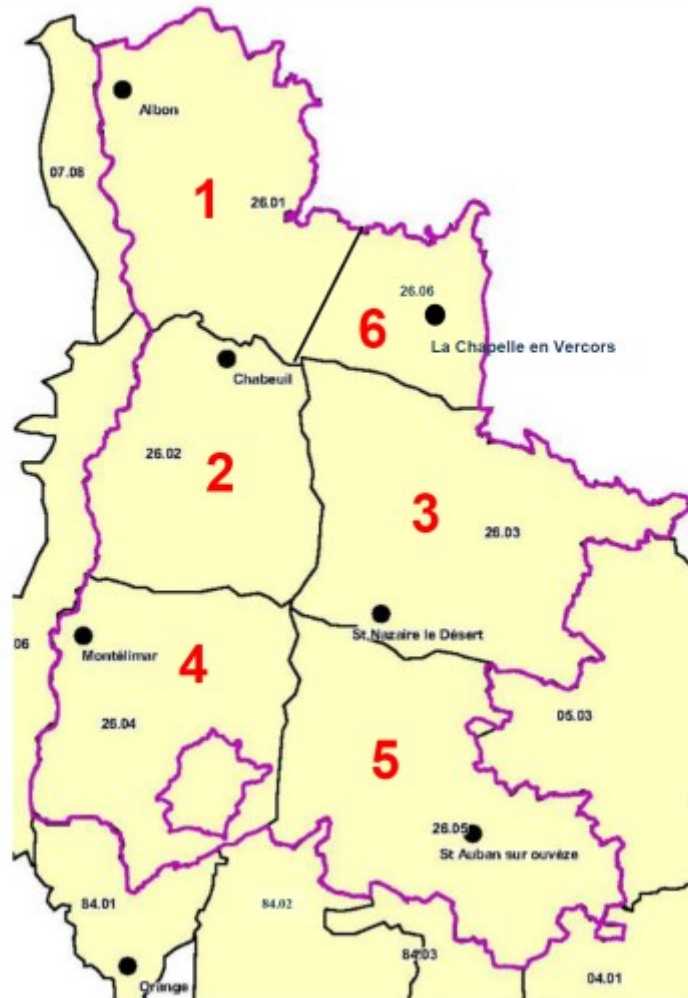 Albon
07.08
1
26.01
26.06
6
La Chapelle en Vercors
Chabeuil
26.02
2
3
26.03
St Nazaire le Désert
06
Montélimar
4
26.04
05.03
5
26.05
St Auban sur ouvèze
84.01
84.02
84.03
04.01
Orange